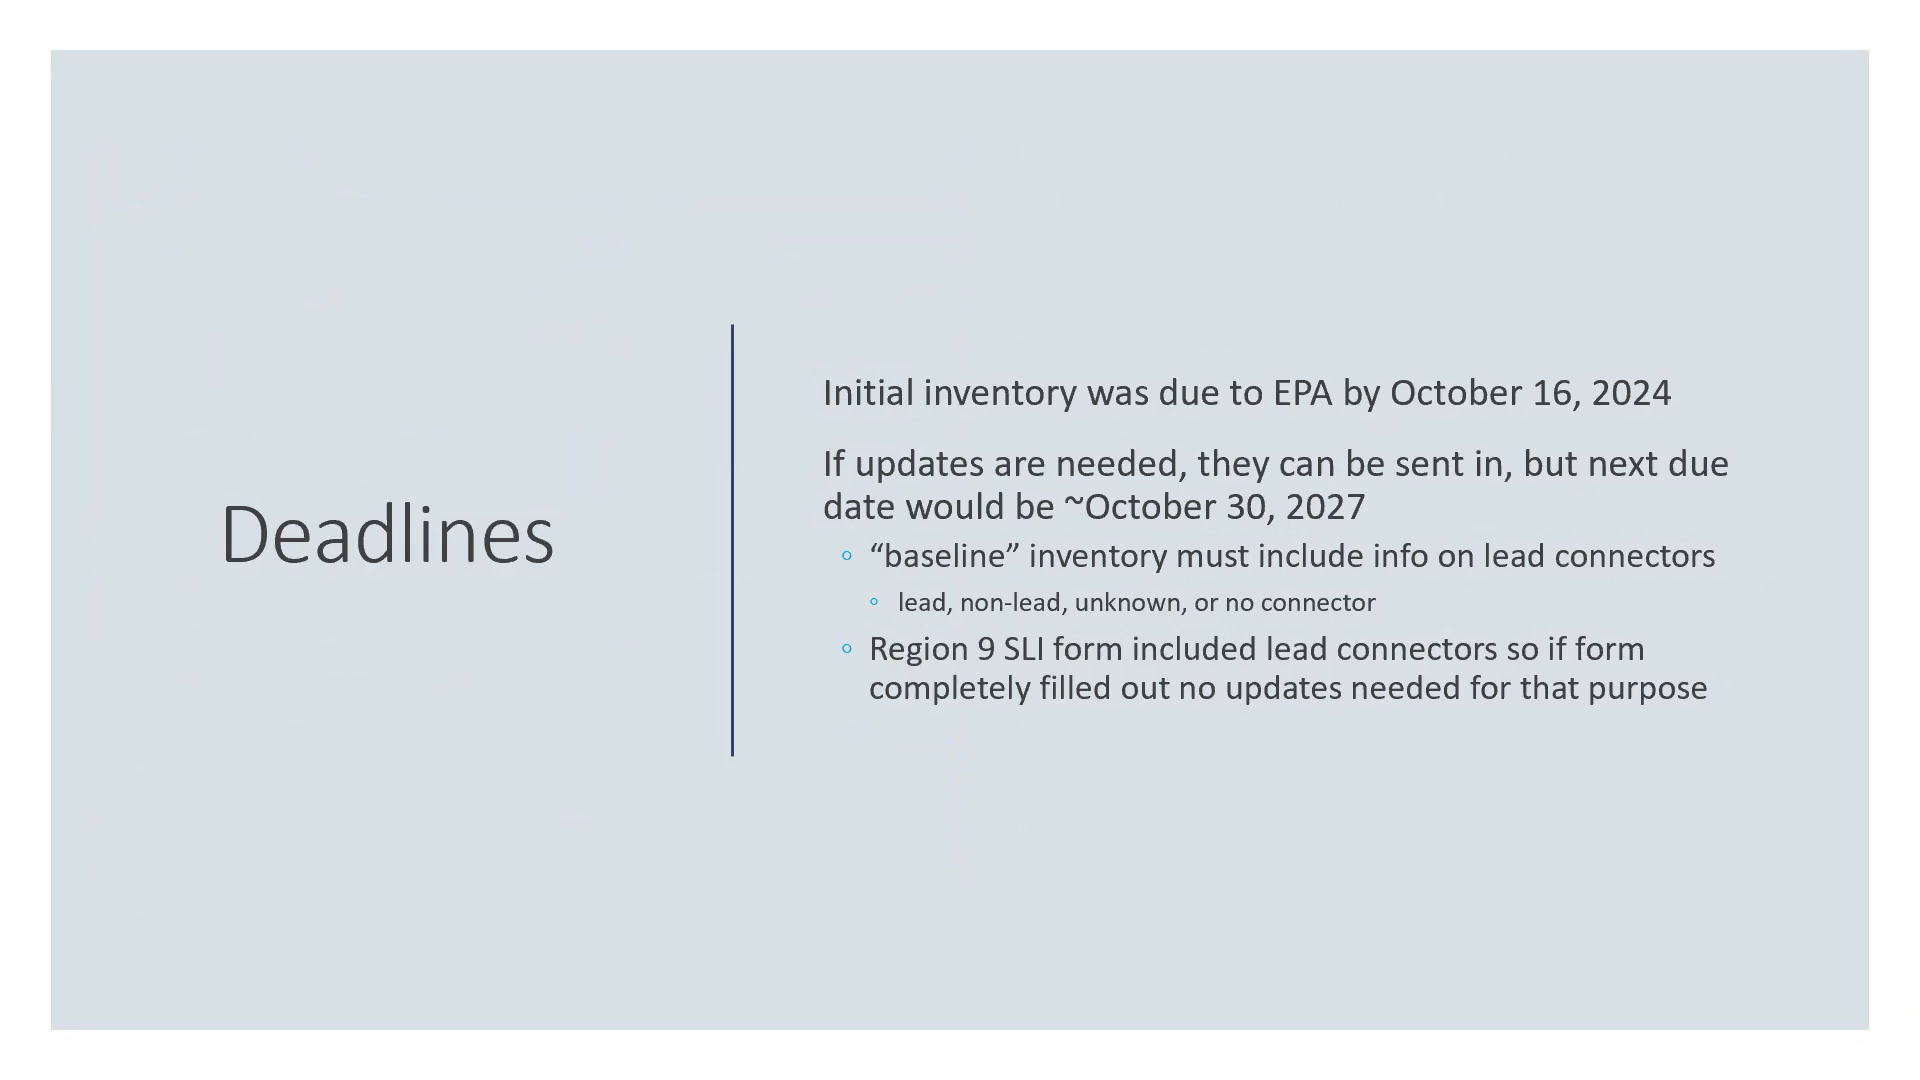 Deadlines
Initial inventory was due to EPA by October 16, 2024
If updates are needed, they can be sent in, but next due
date would be ~October 30, 2027
◦ “baseline” inventory must include info on lead connectors
◦ lead, non-lead, unknown, or no connector
◦ Region 9 SLI form included lead connectors so if form
completely filled out no updates needed for that purpose